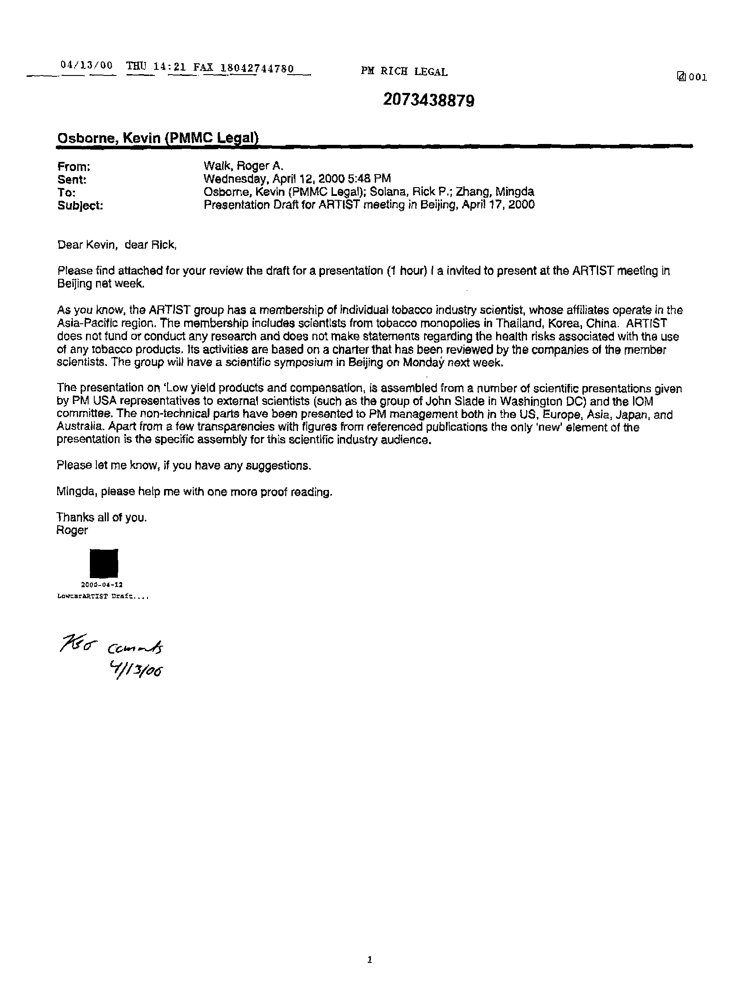 04/13/00 THU 14:21 FAX 18042744780 PM RICH LEGAL 001
2073438879
Osborne, Kevin (PMMC Legal)
From: Walk, Roger A.
Sent: Wednesday, April 12, 2000 5:48 PM
To: Osborne, Kevin (PMMC Legal); Solana, Rick P.; Zhang, Mingda
Subject: Presentation Draft for ARTIST meeting in Beijing, April 17, 2000
Dear Kevin, dear Rick,
Please find attached for your review the draft for a presentation (1 hour) I a invited to present at the ARTIST meeting in
Beijing net week.
As you know, the ARTIST group has a membership of individual tobacco industry scientist, whose affiliates operate in the
Asia-Pacific region. The membership includes scientists from tobacco monopolies in Thailand, Korea, China. ARTIST
does not fund or conduct any research and does not make statements regarding the health risks associated with the use
of any tobacco products. Its activities are based on a charter that has been reviewed by the companies of the member
scientists. The group will have a scientific symposium in Beijing on Monday next week.
The presentation on 'Low yield products and compensation, is assembled from a number of scientific presentations given
by PM USA representatives to external scientists (such as the group of John Slade in Washington DC) and the IOM
committee. The non-technical parts have been presented to PM management both in the US, Europe, Asia, Japan, and
Australia. Apart from a few transparencies with figures from referenced publications the only 'new' element of the
presentation is the specific assembly for this scientific industry audience.
Please let me know, if you have any suggestions.
Mingda, please help me with one more proof reading.
Thanks all of you.
Roger
2000-04-12
LowtarARTIST Draft....
KSO comments
4/13/00
1